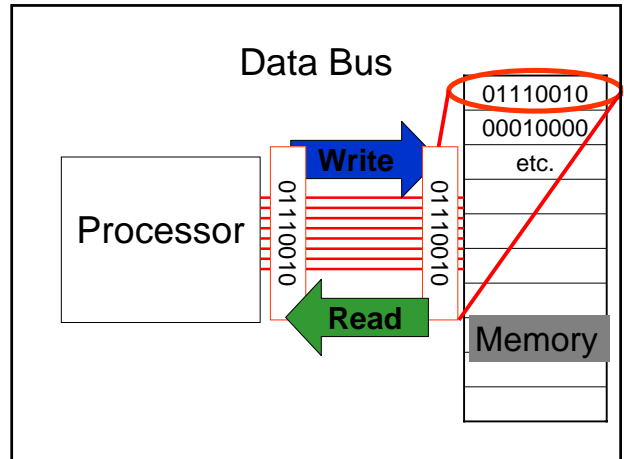 Data Bus
01110010
00010000
etc.
Write
Processor
01110010
01110010
Read
Memory